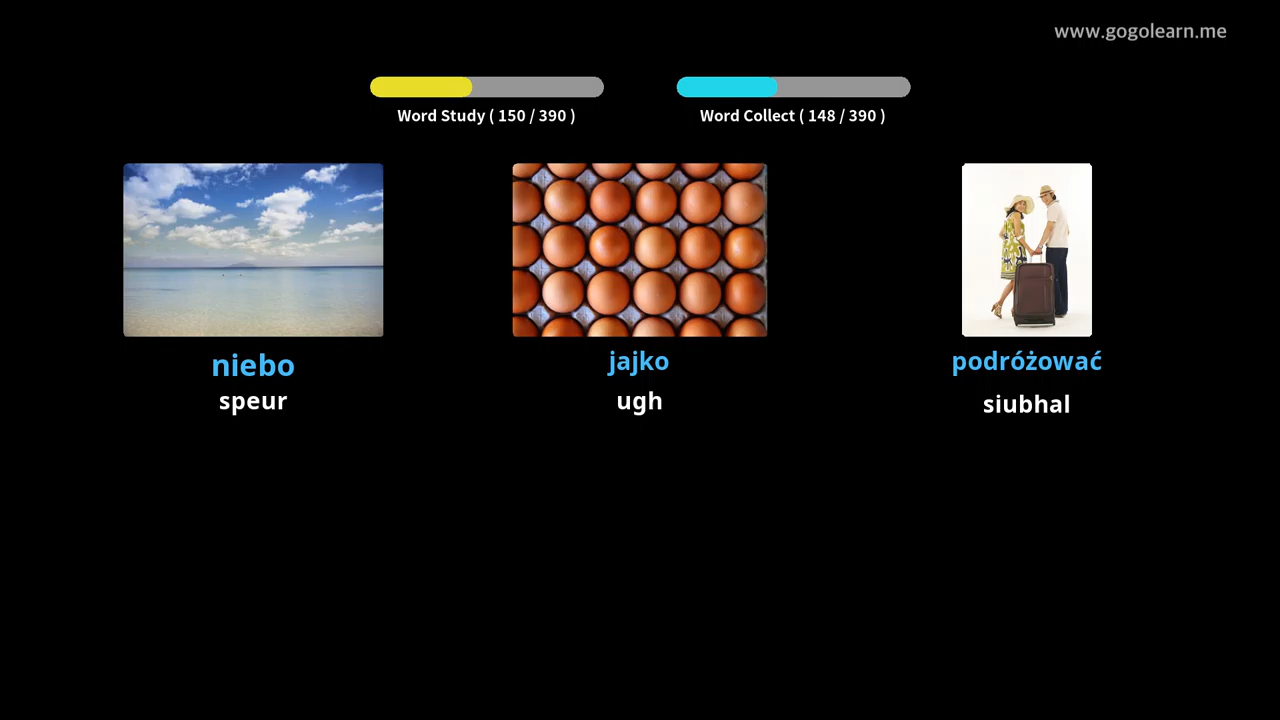 www.gogolearn.me
Word Study ( 150 / 390 )
Word Collect ( 148 / 390 )
niebo
speur
jajko
ugh
podróżować
siubhal